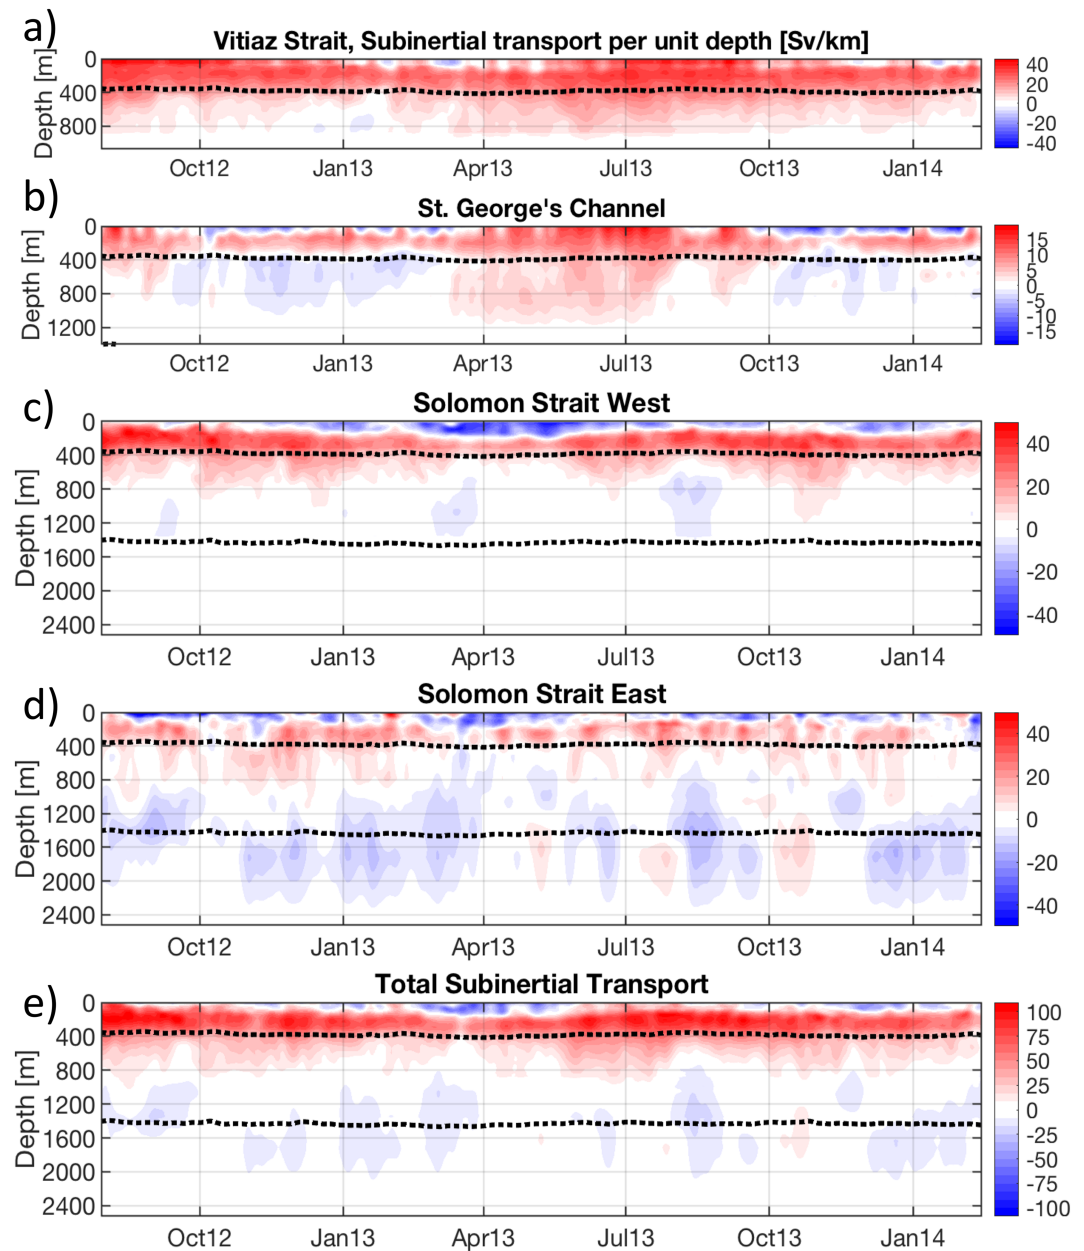 a)
Vitiaz Strait, Subinertial transport per unit depth [Sv/km]
Depth [m]
0
400
800
Oct12 Jan13 Apr13 Jul13 Oct13 Jan14
40
20
0
-20
-40
b)
St. George's Channel
Depth [m]
0
400
800
1200
Oct12 Jan13 Apr13 Jul13 Oct13 Jan14
15
10
5
0
-5
-10
-15
c)
Solomon Strait West
Depth [m]
0
400
800
1200
1600
2000
2400
Oct12 Jan13 Apr13 Jul13 Oct13 Jan14
40
20
0
-20
-40
d)
Solomon Strait East
Depth [m]
0
400
800
1200
1600
2000
2400
Oct12 Jan13 Apr13 Jul13 Oct13 Jan14
40
20
0
-20
-40
e)
Total Subinertial Transport
Depth [m]
0
400
800
1200
1600
2000
2400
Oct12 Jan13 Apr13 Jul13 Oct13 Jan14
100
75
50
25
0
-25
-50
-75
-100